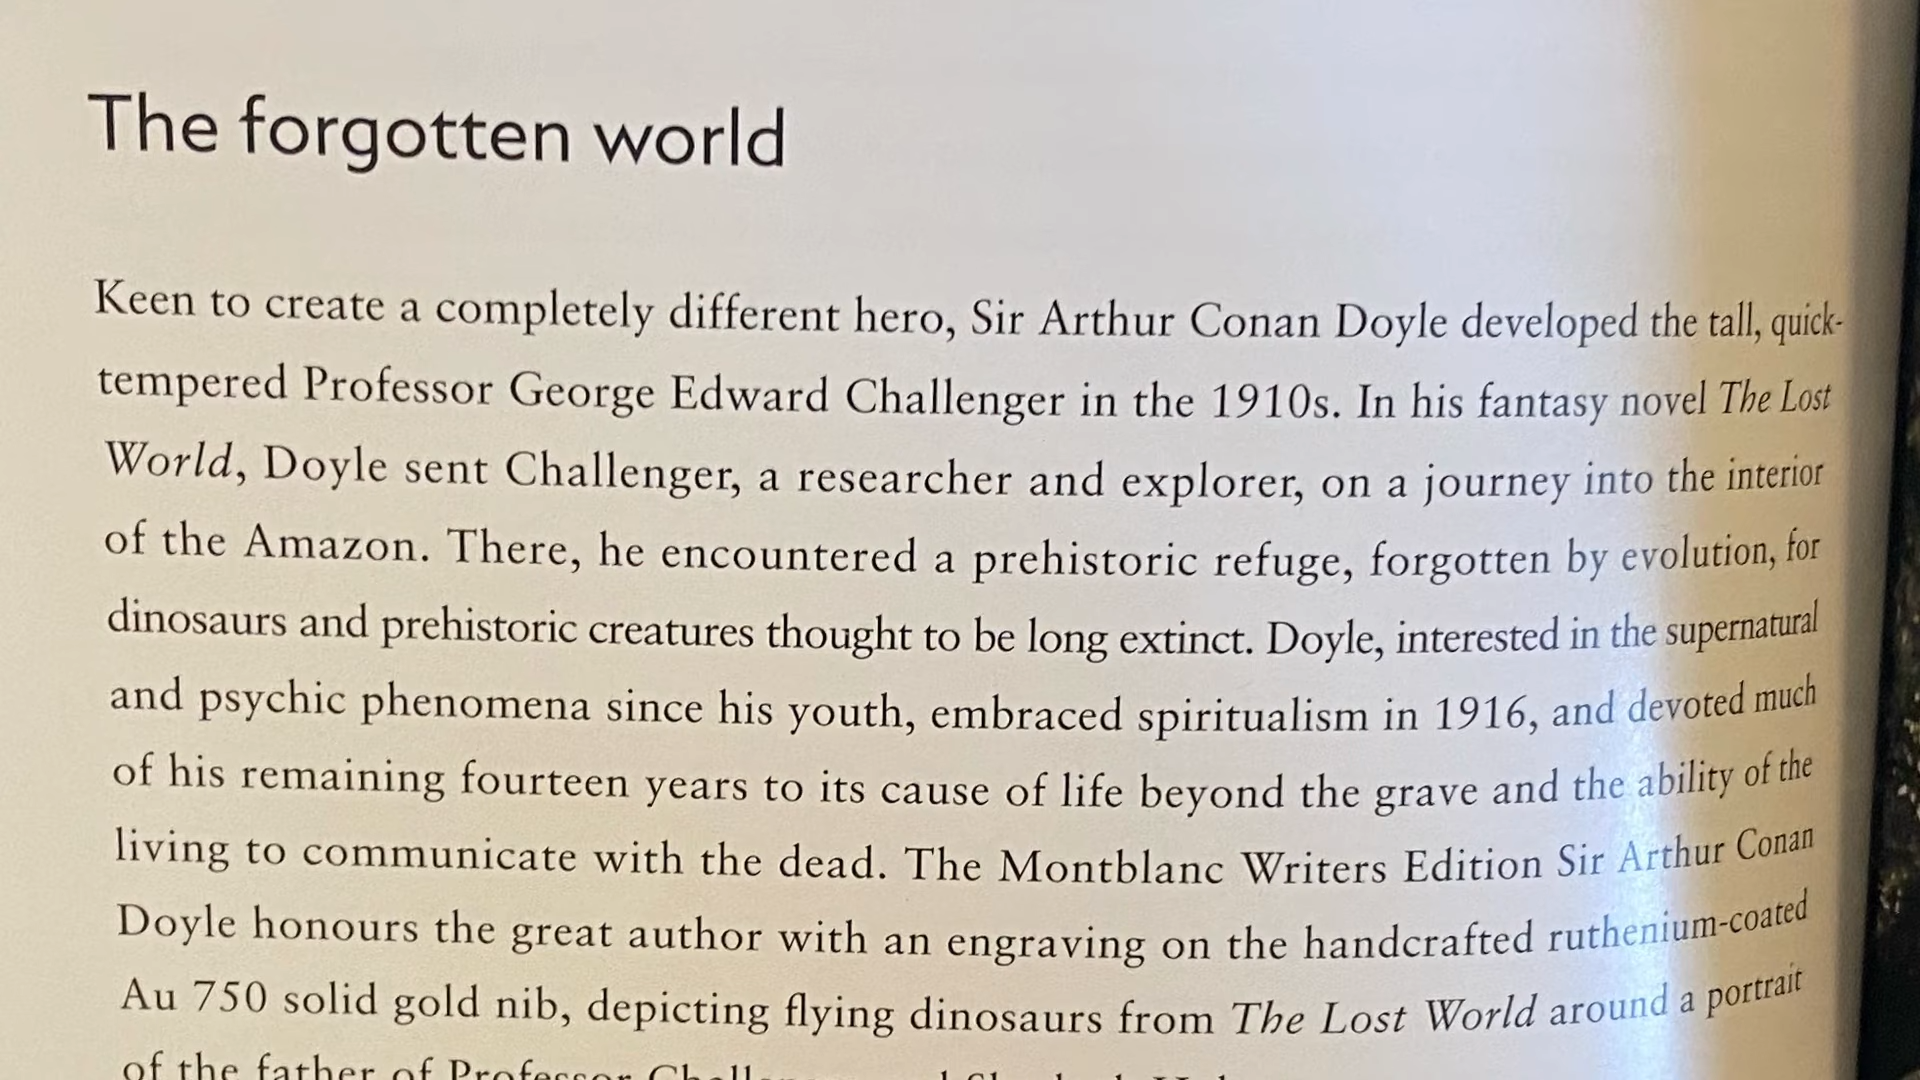 The forgotten world
Keen to create a completely different hero, Sir Arthur Conan Doyle developed the tall, quick-
tempered Professor George Edward Challenger in the 1910s. In his fantasy novel The Lost
World, Doyle sent Challenger, a researcher and explorer, on a journey into the interior
of the Amazon. There, he encountered a prehistoric refuge, forgotten by evolution, for
dinosaurs and prehistoric creatures thought to be long extinct. Doyle, interested in the supernatural
and psychic phenomena since his youth, embraced spiritualism in 1916, and devoted much
of his remaining fourteen years to its cause of life beyond the grave and the ability of the
living to communicate with the dead. The Montblanc Writers Edition Sir Arthur Conan
Doyle honours the great author with an engraving on the handcrafted ruthenium-coated
Au 750 solid gold nib, depicting flying dinosaurs from The Lost World around a portrait
of the father of Professor